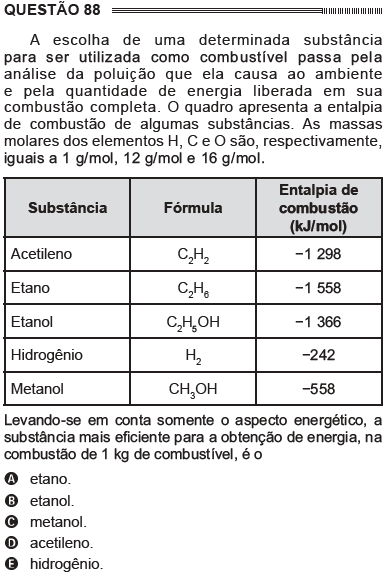 QUESTÃO 88
A escolha de uma determinada substância
para ser utilizada como combustível passa pela
análise da poluição que ela causa ao ambiente
e pela quantidade de energia liberada em sua
combustão completa. O quadro apresenta a entalpia
de combustão de algumas substâncias. As massas
molares dos elementos H, C e O são, respectivamente,
iguais a 1 g/mol, 12 g/mol e 16 g/mol.
Substância Fórmula Entalpia de combustão (kJ/mol)
Acetileno C₂H₂ −1 298
Etano C₂H₆ −1 558
Etanol C₂H₅OH −1 366
Hidrogênio H₂ −242
Metanol CH₃OH −558
Levando-se em conta somente o aspecto energético, a
substância mais eficiente para a obtenção de energia, na
combustão de 1 kg de combustível, é o
A etano.
B etanol.
C metanol.
D acetileno.
E hidrogênio.